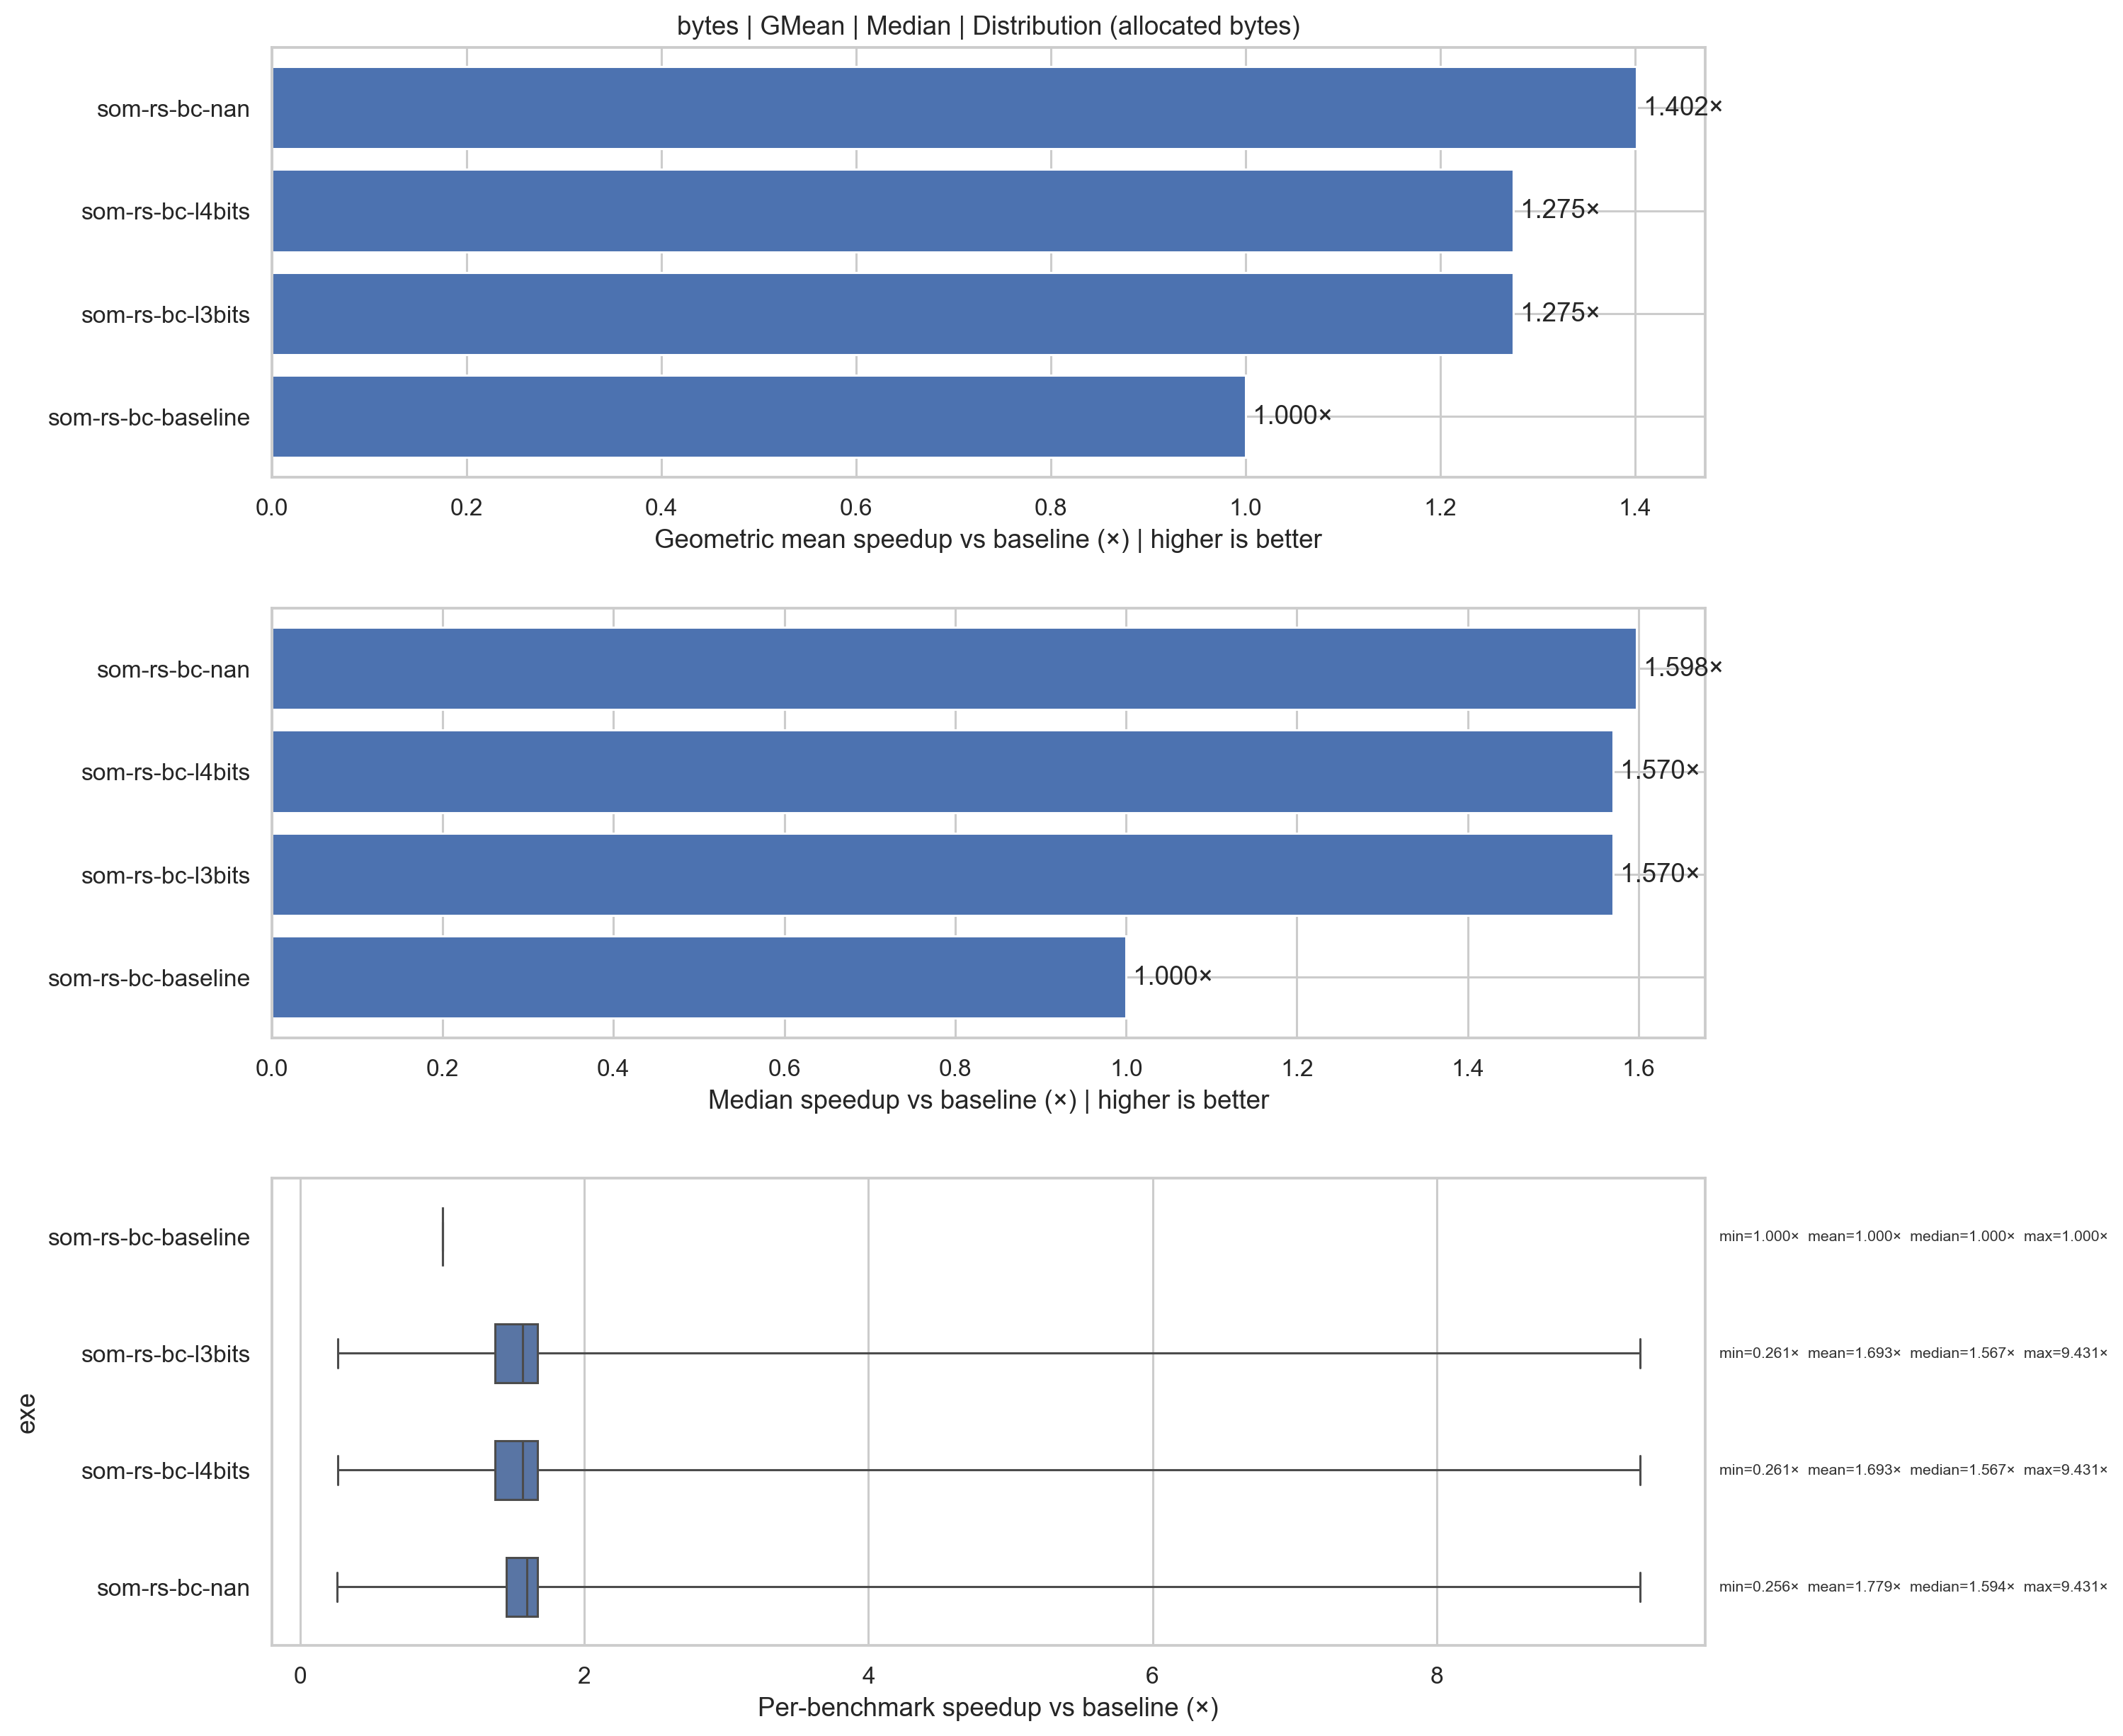 bytes | GMean | Median | Distribution (allocated bytes)
som-rs-bc-nan
1.402×
som-rs-bc-l4bits
1.275×
som-rs-bc-l3bits
1.275×
som-rs-bc-baseline
1.000×
0.0 0.2 0.4 0.6 0.8 1.0 1.2 1.4
Geometric mean speedup vs baseline (×) | higher is better
som-rs-bc-nan
1.598×
som-rs-bc-l4bits
1.570×
som-rs-bc-l3bits
1.570×
som-rs-bc-baseline
1.000×
0.0 0.2 0.4 0.6 0.8 1.0 1.2 1.4 1.6
Median speedup vs baseline (×) | higher is better
exe
som-rs-bc-baseline
min=1.000× mean=1.000× median=1.000× max=1.000×
som-rs-bc-l3bits
min=0.261× mean=1.693× median=1.567× max=9.431×
som-rs-bc-l4bits
min=0.261× mean=1.693× median=1.567× max=9.431×
som-rs-bc-nan
min=0.256× mean=1.779× median=1.594× max=9.431×
0 2 4 6 8
Per-benchmark speedup vs baseline (×)